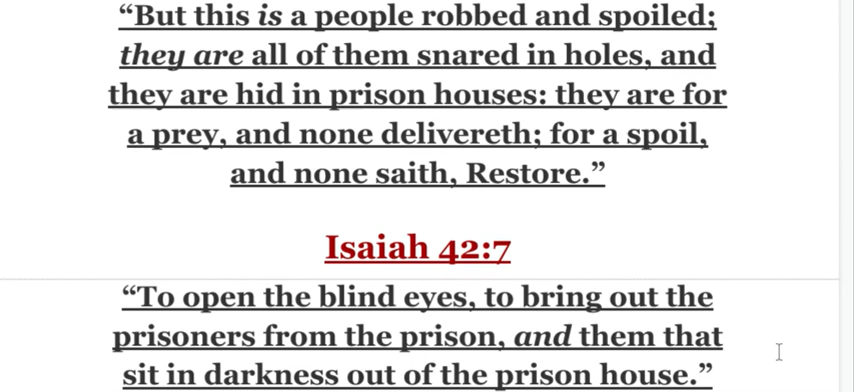 “But this is a people robbed and spoiled;
they are all of them snared in holes, and
they are hid in prison houses: they are for
a prey, and none delivereth; for a spoil,
and none saith, Restore.”
Isaiah 42:7
“To open the blind eyes, to bring out the
prisoners from the prison, and them that
sit in darkness out of the prison house.”